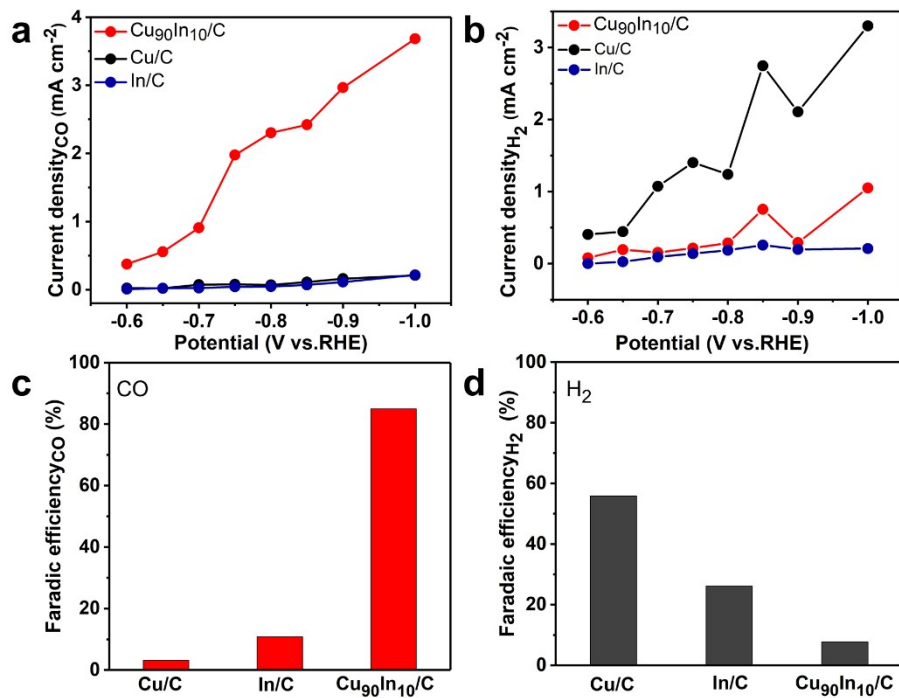 a
Cu90In10/C
Cu/C
In/C
Current densityCO (mA cm-2)
4
3
2
1
0
-0.6 -0.7 -0.8 -0.9 -1.0
Potential (V vs.RHE)
b
Cu90In10/C
Cu/C
In/C
Current densityH2 (mA cm-2)
3
2
1
0
-0.6 -0.7 -0.8 -0.9 -1.0
Potential (V vs.RHE)
c
CO
Faradic efficiencyCO (%)
100
80
60
40
20
0
Cu/C In/C Cu90In10/C
d
H2
Faradaic efficiencyH2 (%)
100
80
60
40
20
0
Cu/C In/C Cu90In10/C